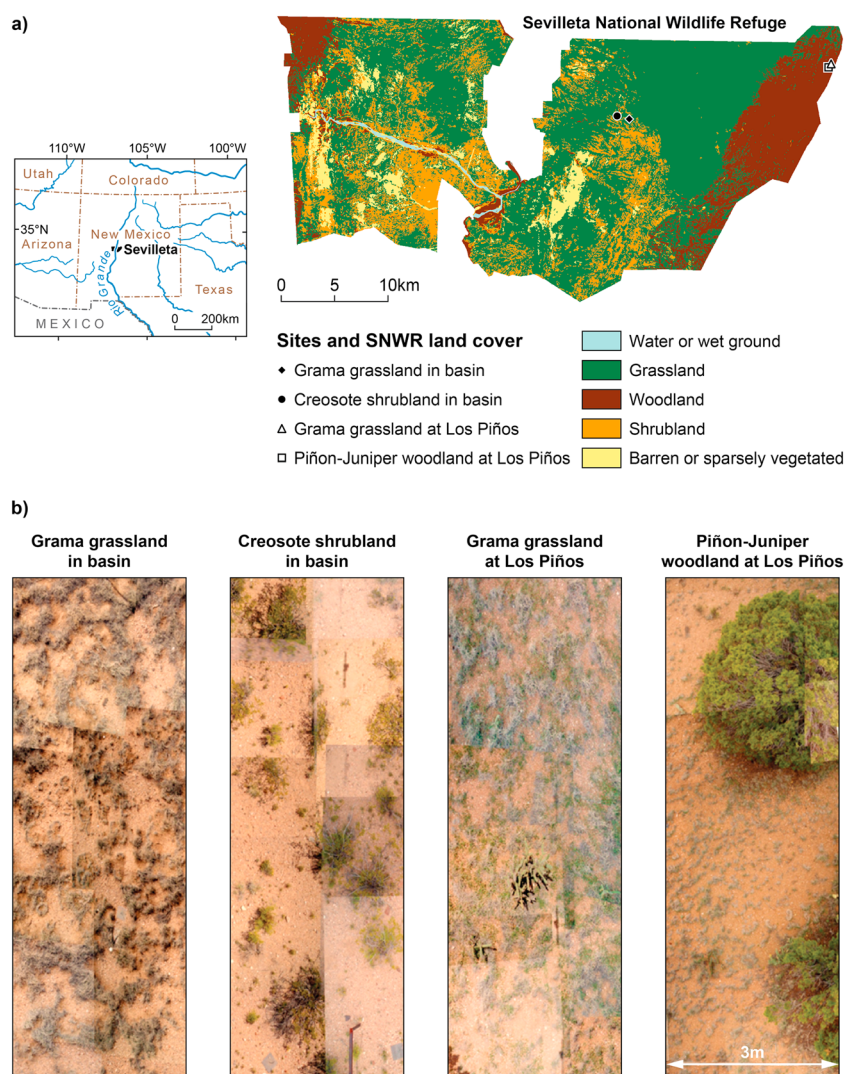 a)
Sevilleta National Wildlife Refuge
110°W 105°W 100°W
Utah
Colorado
35°N
New Mexico
Arizona
Sevilleta
Rio Grande
Texas
MEXICO
0 200km
0 5 10km
Sites and SNWR land cover
Grama grassland in basin
Creosote shrubland in basin
Grama grassland at Los Piños
Piñon-Juniper woodland at Los Piños
Water or wet ground
Grassland
Woodland
Shrubland
Barren or sparsely vegetated
b)
Grama grassland
in basin
Creosote shrubland
in basin
Grama grassland
at Los Piños
Piñon-Juniper
woodland at Los Piños
3m